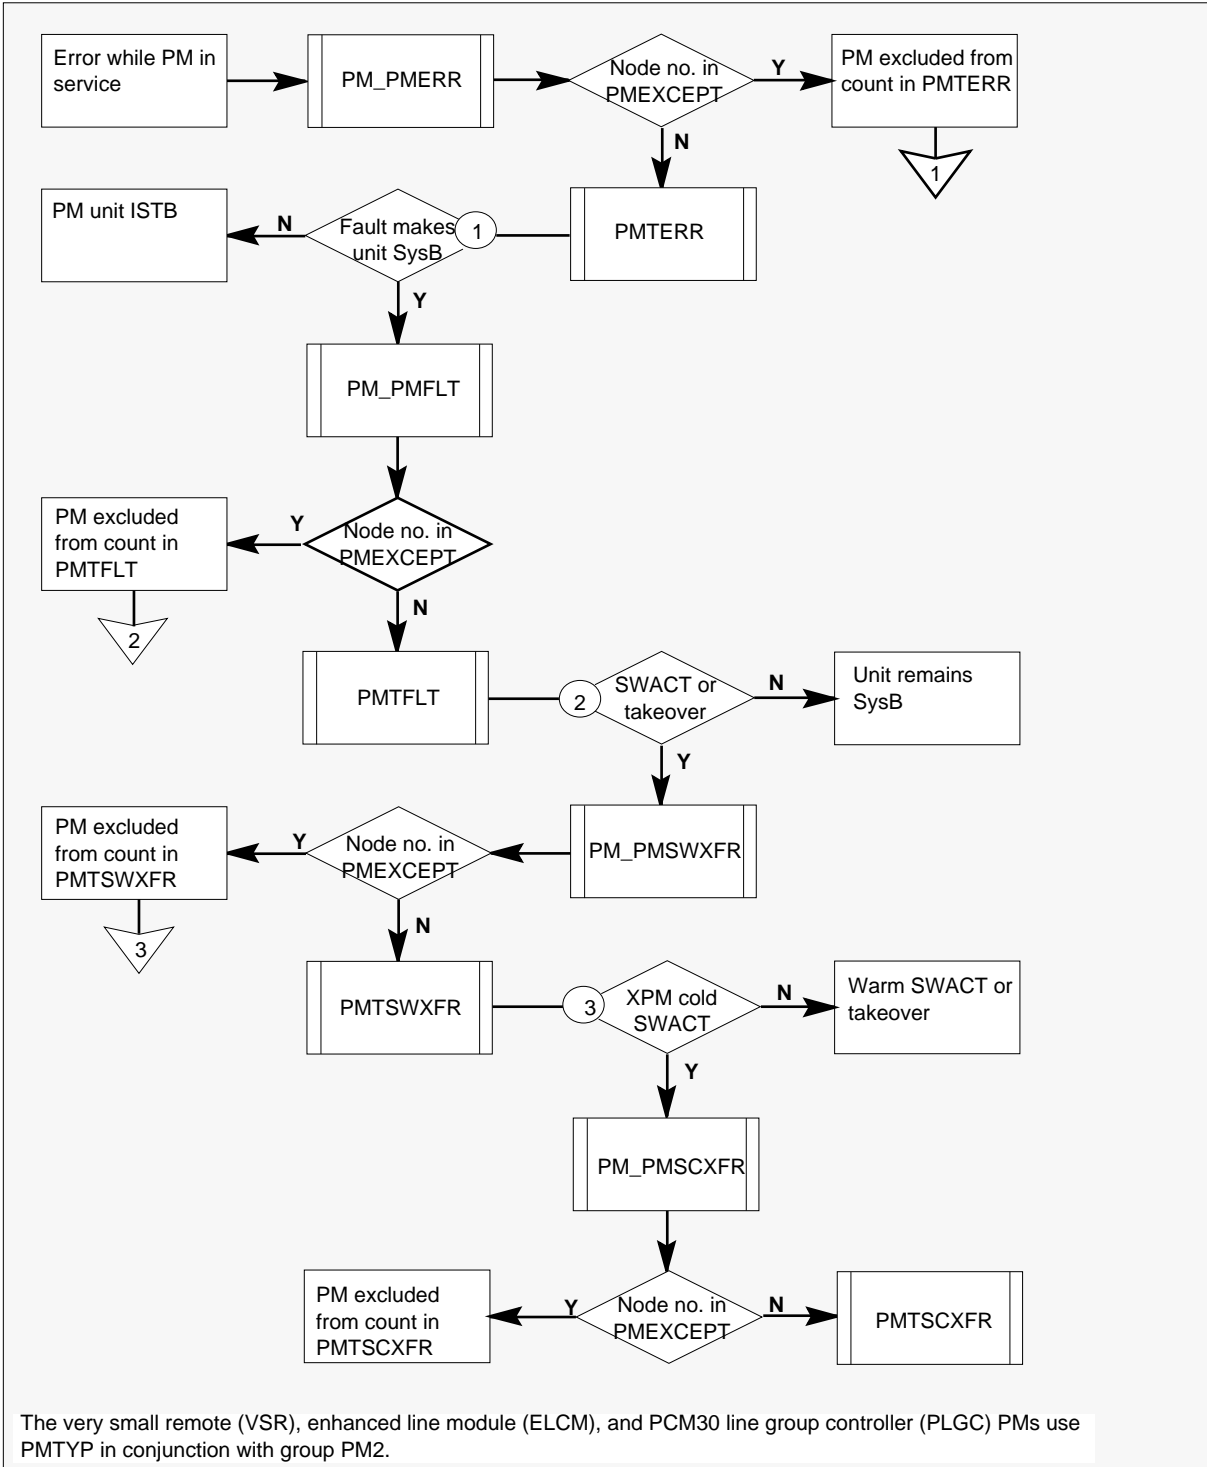 Error while PM in
service
PM_PMERR
Node no. in
PMEXCEPT
Y
PM excluded from
count in PMTERR
N
1
PM unit ISTB
N
Fault makes
unit SysB
1
PMTERR
Y
PM_PMFLT
PM excluded
from count in
PMTFLT
Y
Node no. in
PMEXCEPT
2
N
PMTFLT
2
SWACT or
takeover
N
Unit remains
SysB
Y
PM excluded
from count in
PMTSWXFR
Y
Node no. in
PMEXCEPT
PM_PMSWXFR
3
N
PMTSWXFR
3
XPM cold
SWACT
N
Warm SWACT or
takeover
Y
PM_PMSCXFR
PM excluded
from count in
PMTSCXFR
Y
Node no. in
PMEXCEPT
N
PMTSCXFR
The very small remote (VSR), enhanced line module (ELCM), and PCM30 line group controller (PLGC) PMs use
PMTYP in conjunction with group PM2.